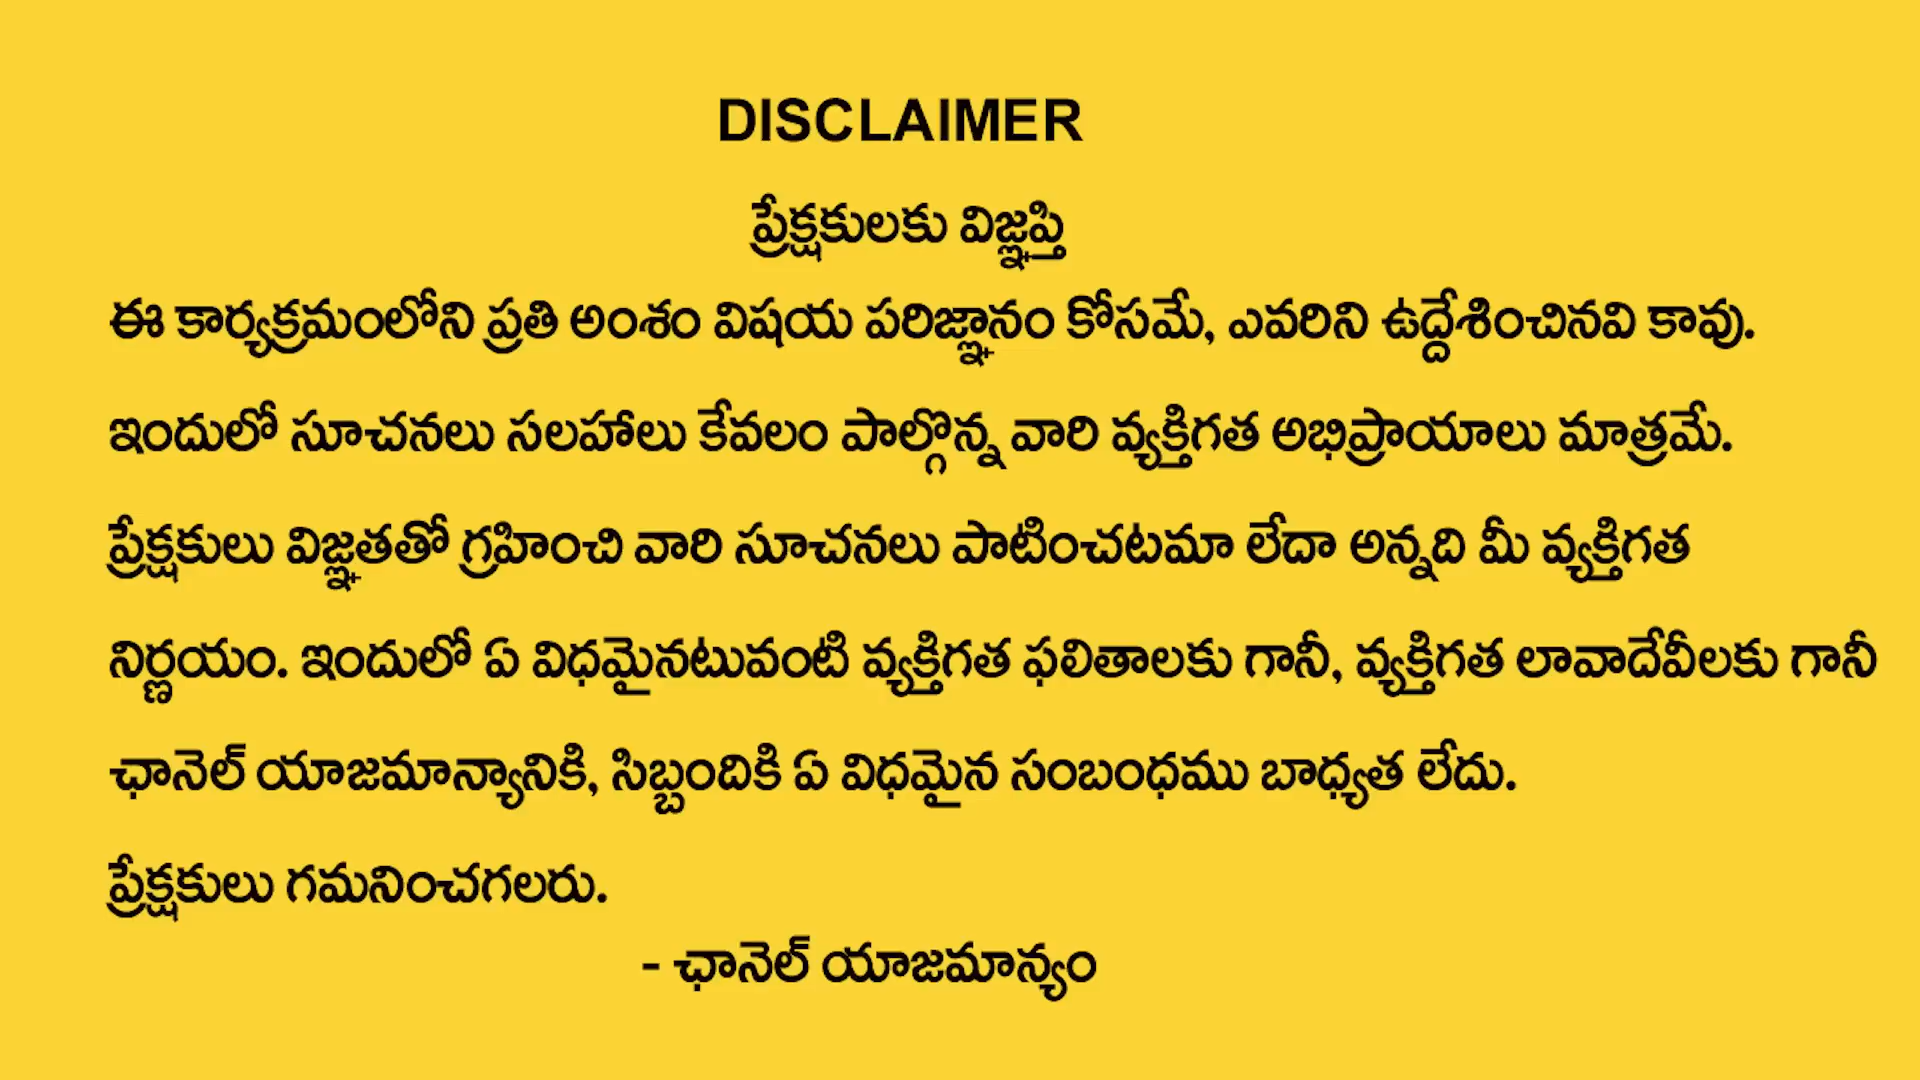 DISCLAIMER
ప్రేక్షకులకు విజ్ఞప్తి
ఈ కార్యక్రమంలోని ప్రతి అంశం విషయ పరిజ్ఞానం కోసమే, ఎవరిని ఉద్దేశించినవి కావు.
ఇందులో సూచనలు సలహాలు కేవలం పాల్గొన్న వారి వ్యక్తిగత అభిప్రాయాలు మాత్రమే.
ప్రేక్షకులు విజ్ఞతతో గ్రహించి వారి సూచనలు పాటించటమా లేదా అన్నది మీ వ్యక్తిగత
నిర్ణయం. ఇందులో ఏ విధమైనటువంటి వ్యక్తిగత ఫలితాలకు గానీ, వ్యక్తిగత లావాదేవీలకు గానీ
ఛానెల్ యాజమాన్యానికి, సిబ్బందికి ఏ విధమైన సంబంధము బాధ్యత లేదు.
ప్రేక్షకులు గమనించగలరు.
- ఛానెల్ యాజమాన్యం